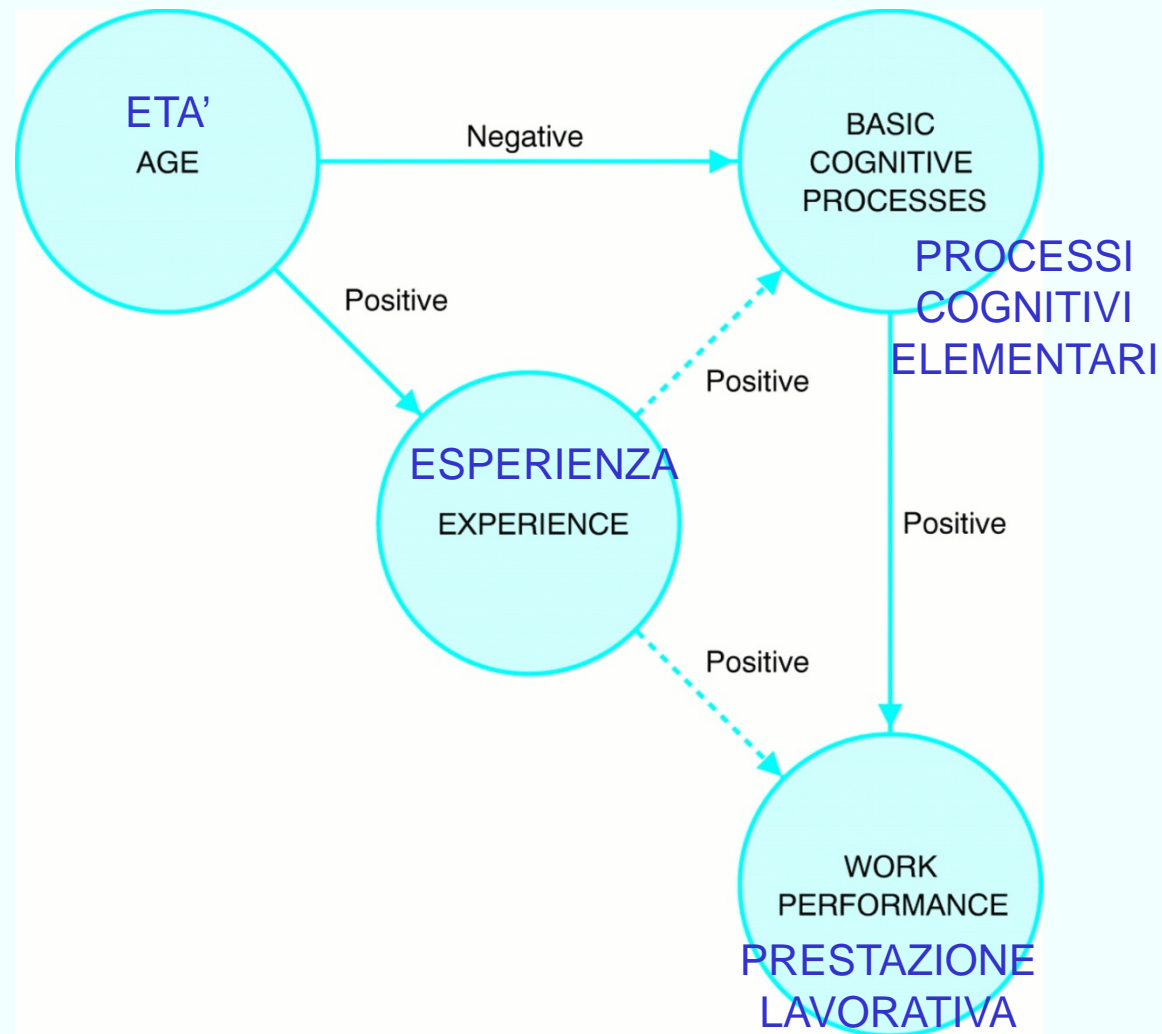 ETA’
AGE
Negative
BASIC
COGNITIVE
PROCESSES
PROCESSI
COGNITIVI
ELEMENTARI
Positive
Positive
ESPERIENZA
EXPERIENCE
Positive
Positive
WORK
PERFORMANCE
PRESTAZIONE
LAVORATIVA